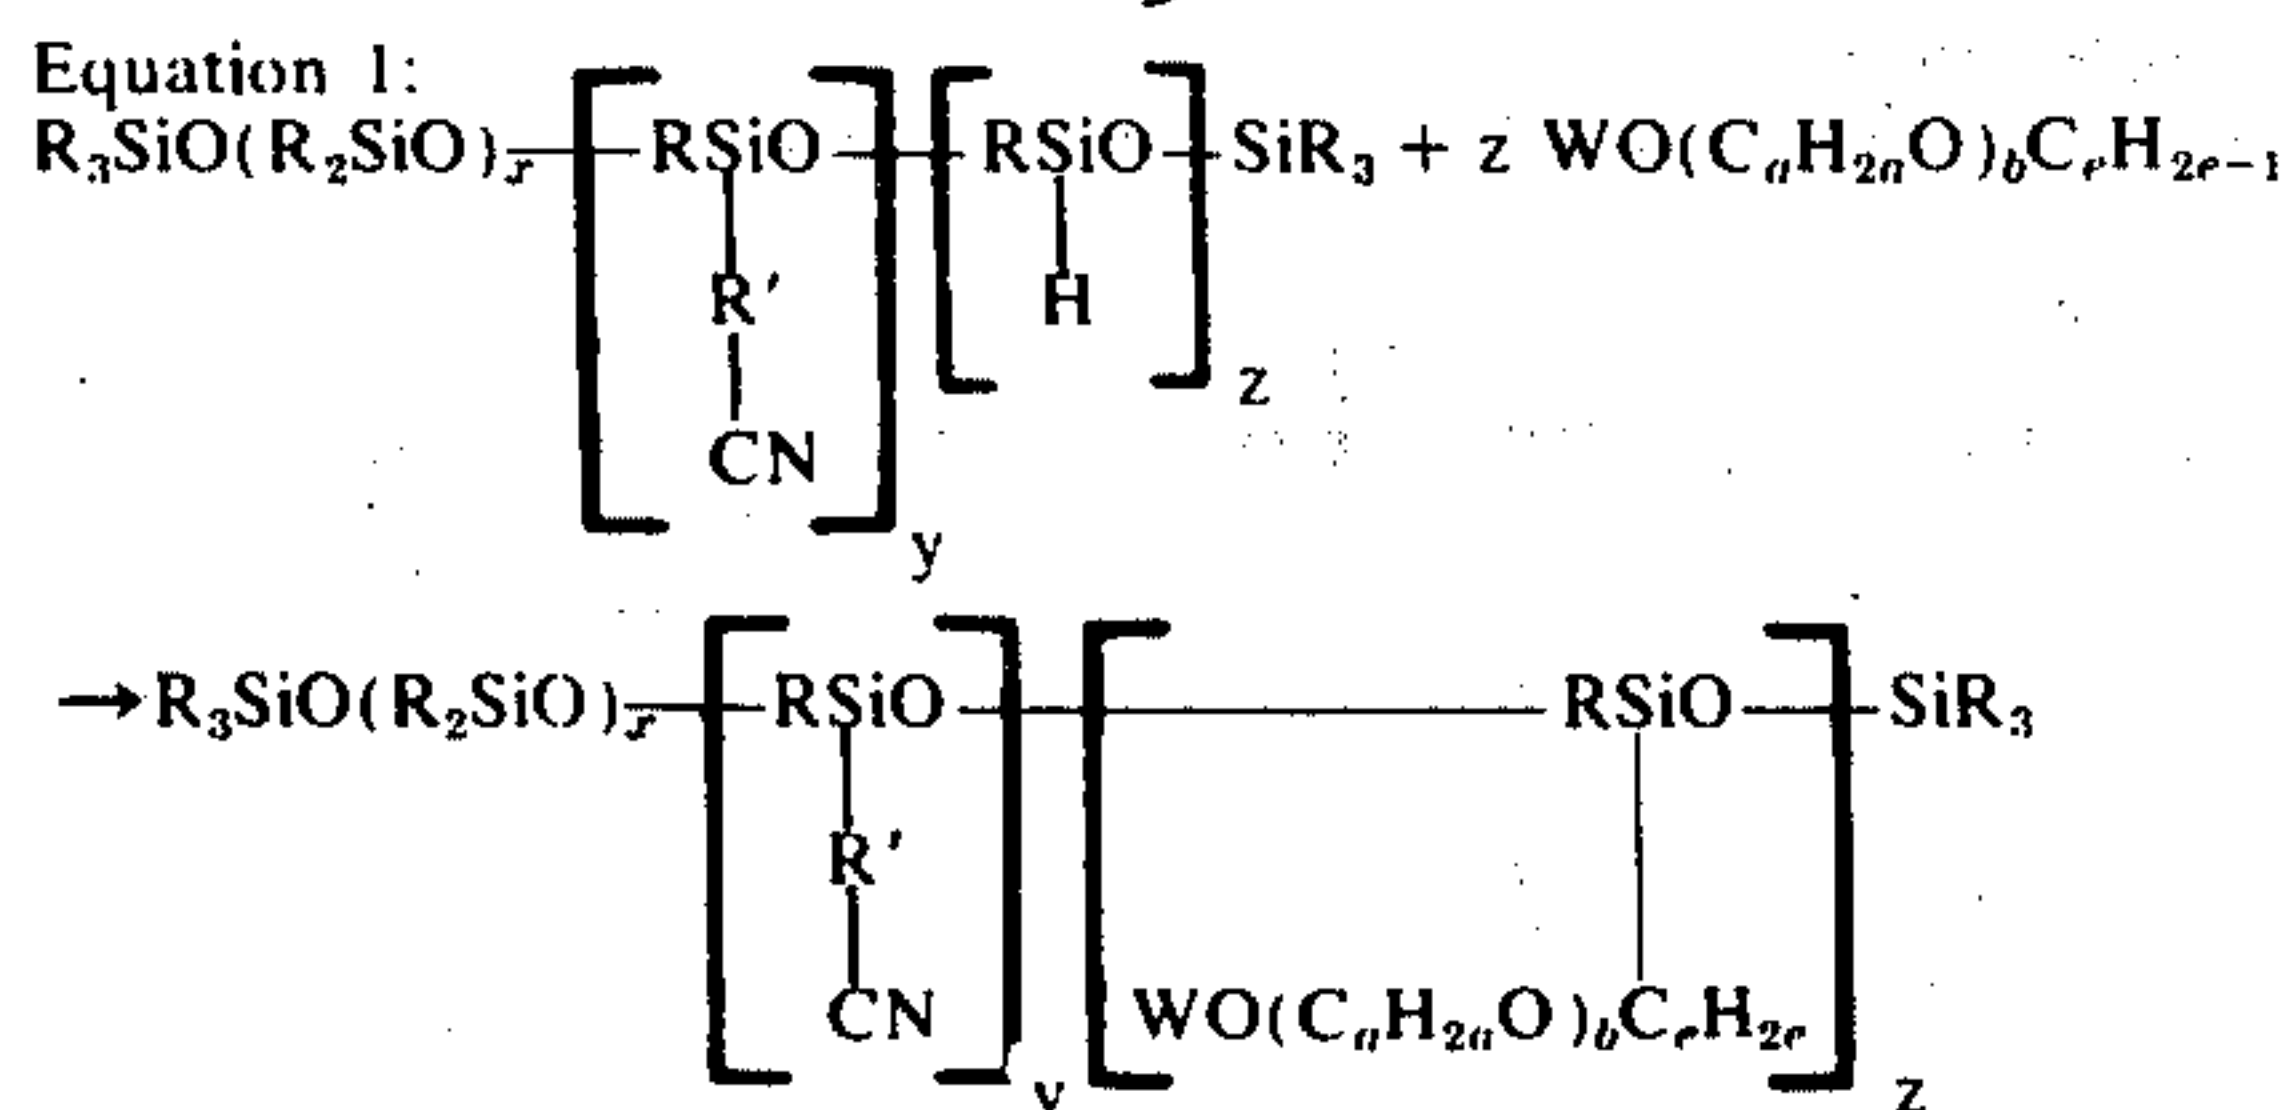 Equation 1:
R₃SiO(R₂SiO)ₓ—[—RSiO—]—[—RSiO—]—SiR₃ + z WO(CₐH₂ₐO)bCₑH₂ₑ₋₁
R′ H
z
CN
y
→R₃SiO(R₂SiO)ₓ—[—RSiO—]—[—RSiO—]—SiR₃
R′
CN WO(CₐH₂ₐO)bCₑH₂ₑ
y z